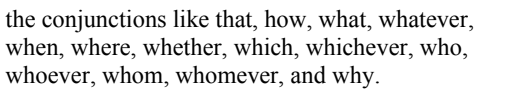 the conjunctions like that, how, what, whatever,
when, where, whether, which, whichever, who,
whoever, whom, whomever, and why.